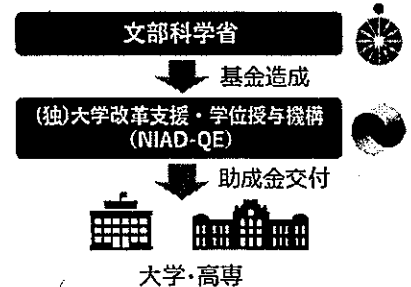 文部科学省
基金造成
(独)大学改革支援・学位授与機構
(NIAD-QE)
助成金交付
大学・高専